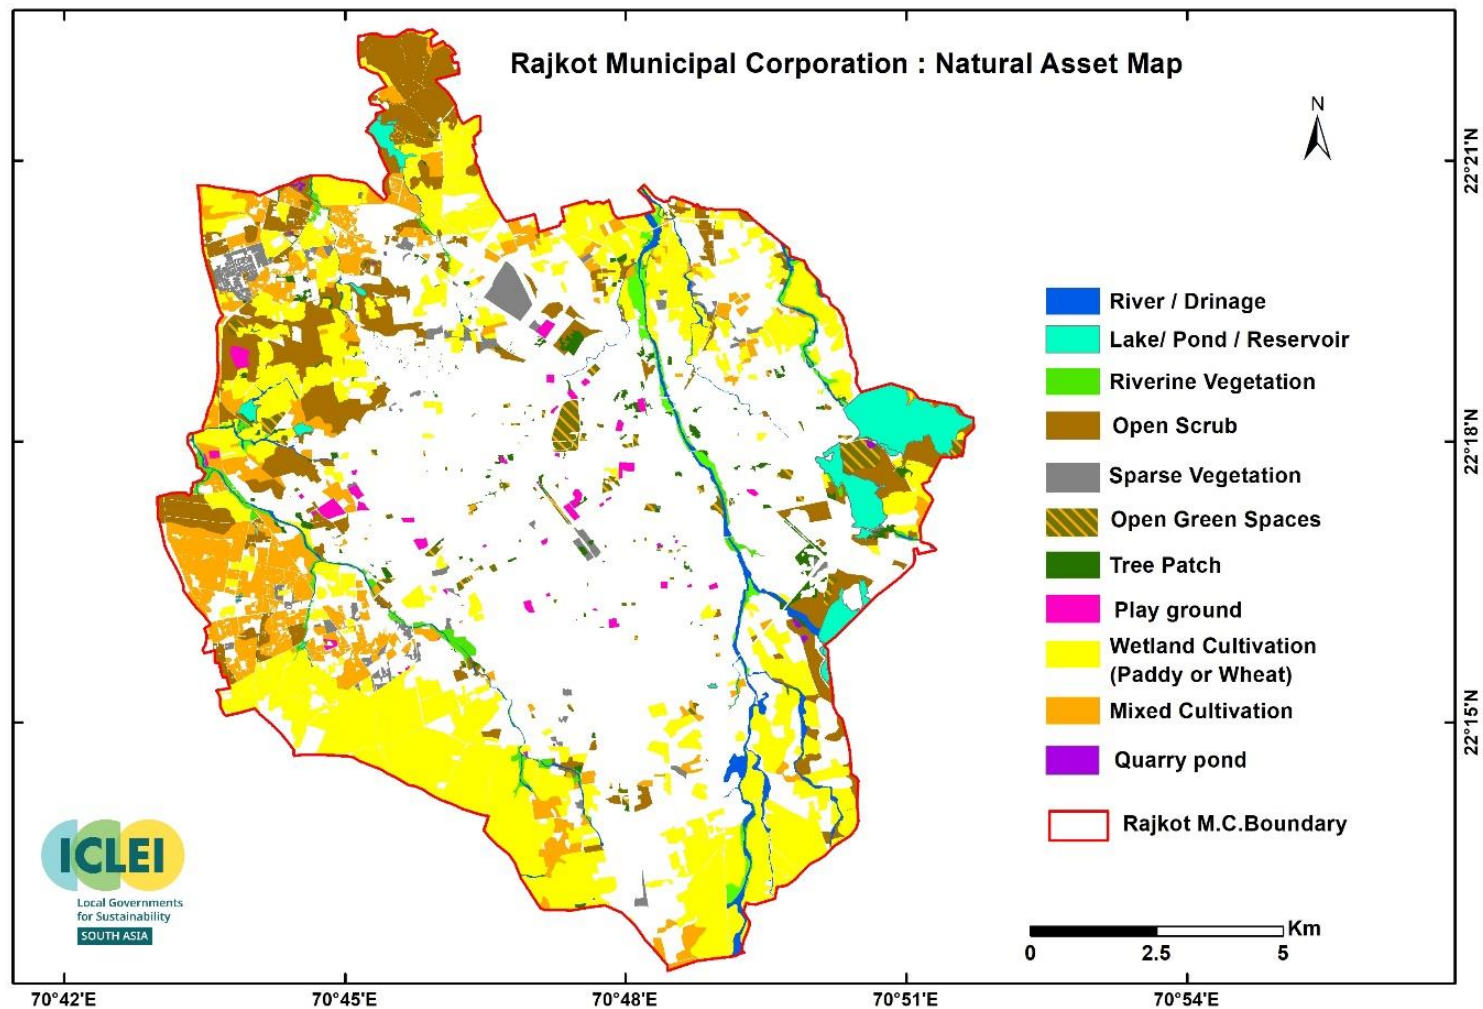 Rajkot Municipal Corporation : Natural Asset Map
N
22°21'N
River / Drinage
Lake/ Pond / Reservoir
Riverine Vegetation
Open Scrub
22°18'N
Sparse Vegetation
Open Green Spaces
Tree Patch
Play ground
Wetland Cultivation
(Paddy or Wheat)
Mixed Cultivation
22°15'N
Quarry pond
Rajkot M.C.Boundary
ICLEI
Local Governments
for Sustainability
SOUTH ASIA
Km
0 2.5 5
70°42'E 70°45'E 70°48'E 70°51'E 70°54'E